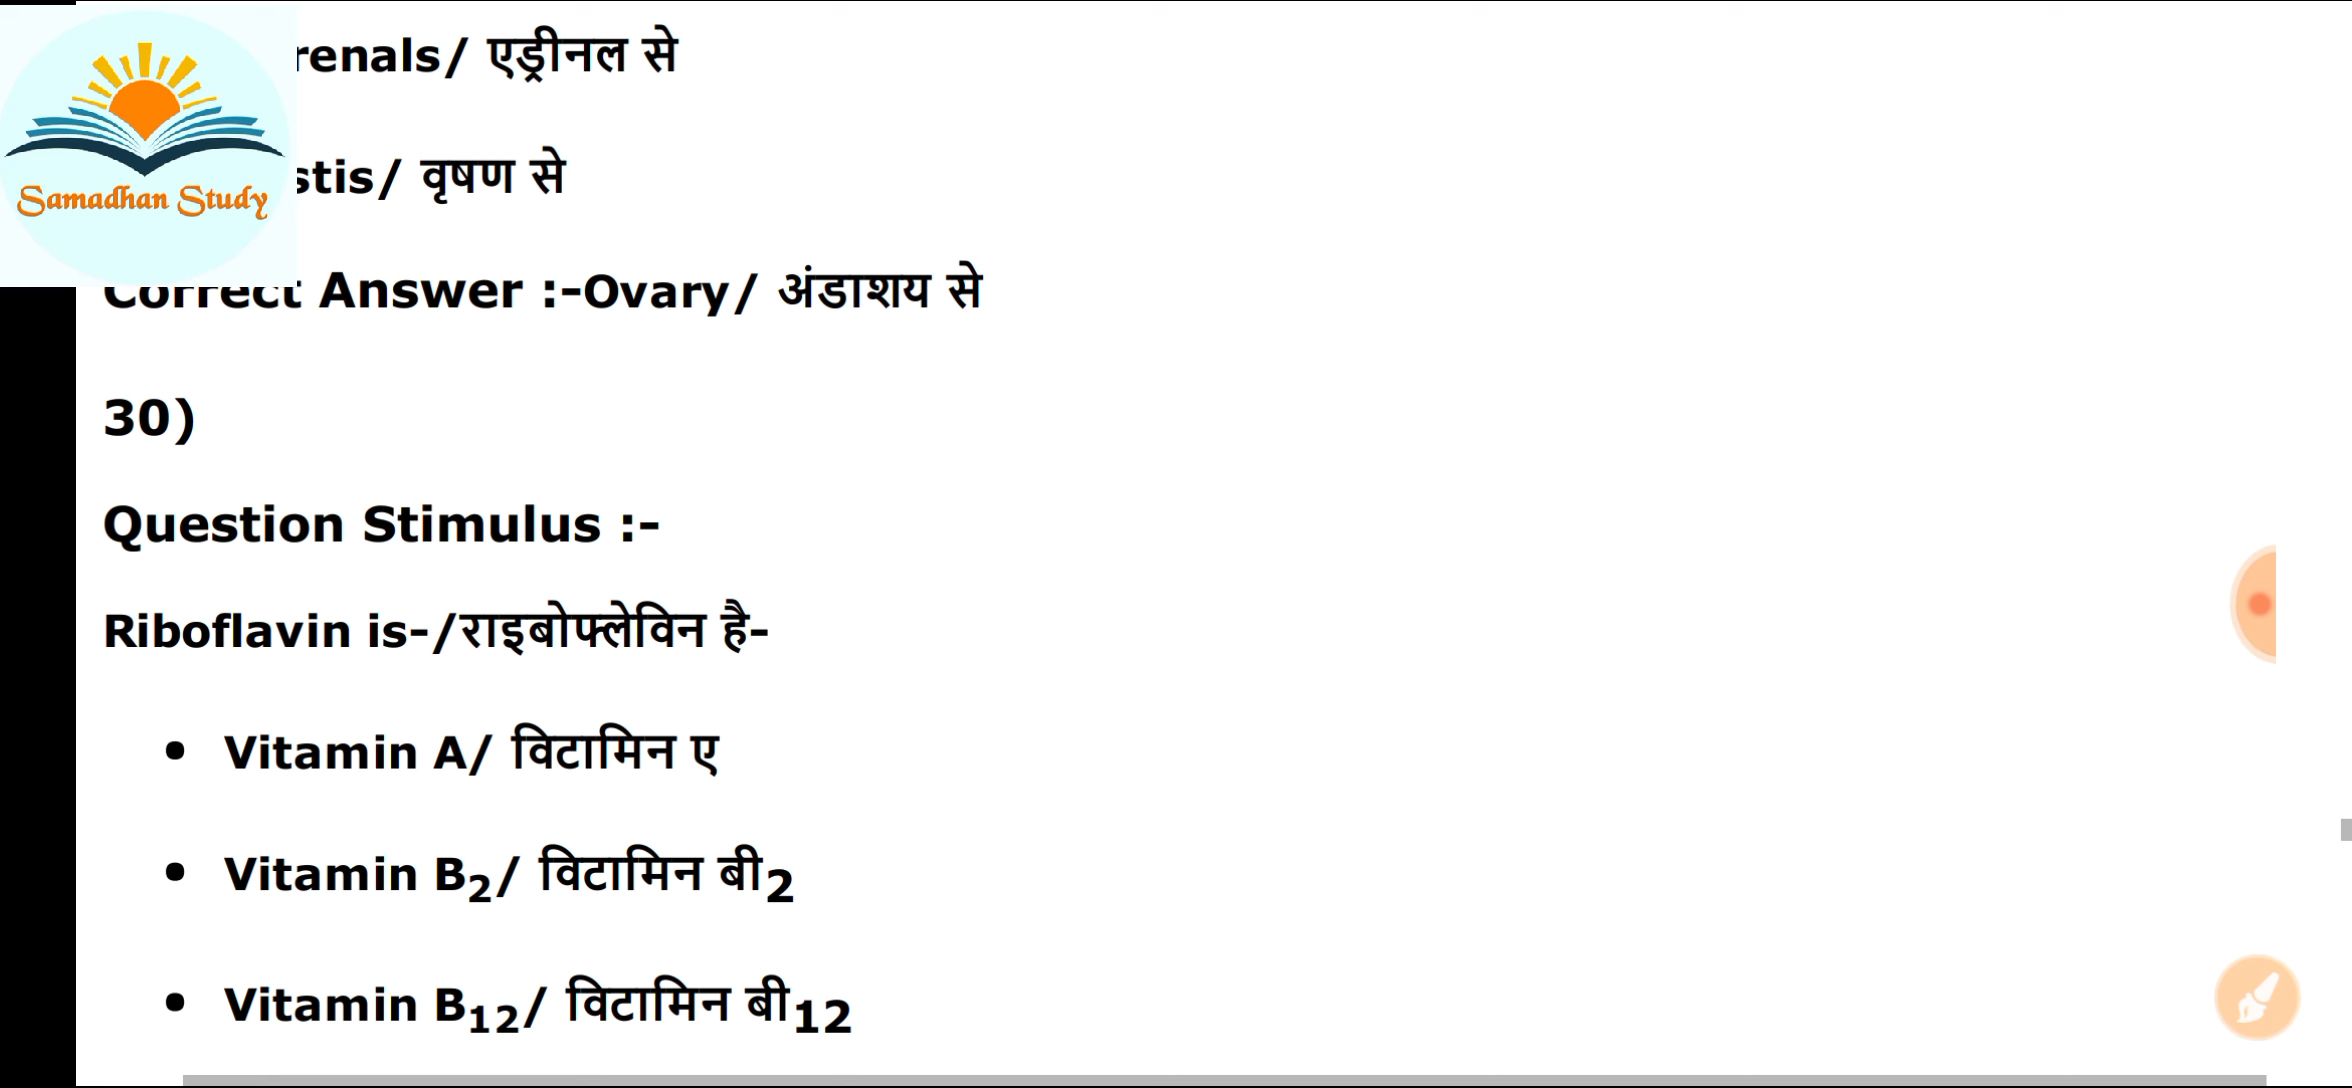 renals/ एड्रीनल से
Samadhan Study
stis/ वृषण से
Correct Answer :-Ovary/ अंडाशय से
30)
Question Stimulus :-
Riboflavin is-/राइबोफ्लेविन है-
• Vitamin A/ विटामिन ए
• Vitamin B2/ विटामिन बी2
• Vitamin B12/ विटामिन बी12